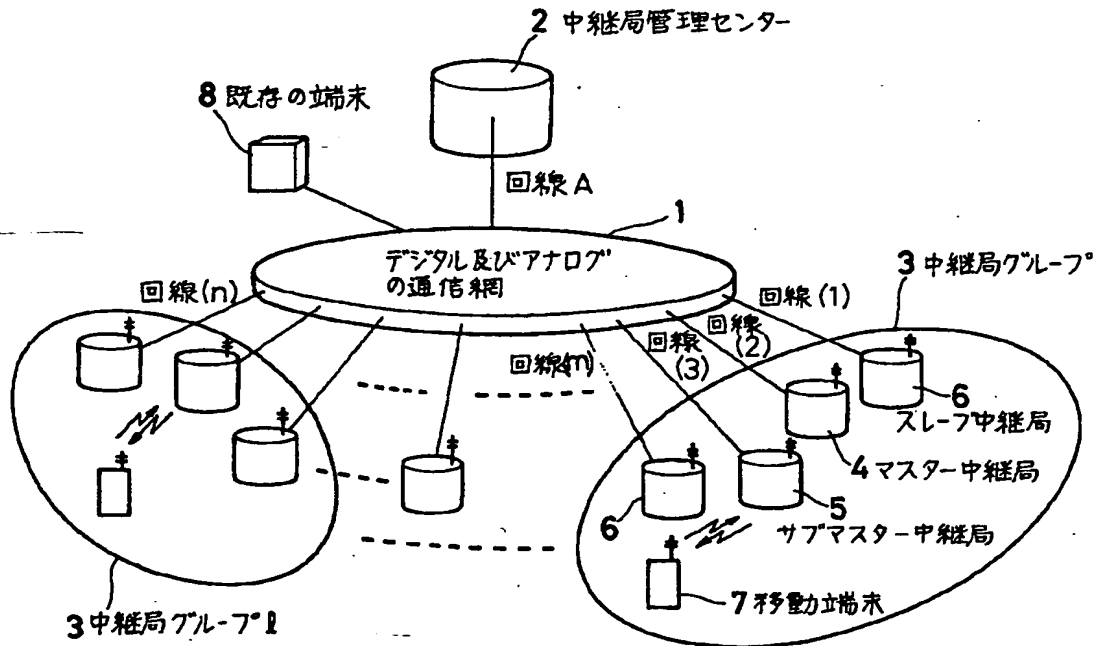 2 中継局管理センター
8 既存の端末
回線A
1
デジタル及びアナログ
の通信網
3 中継局グループ
回線(n)
回線(1)
回線
(2)
回線
(3)
回線(m)
6
スレーブ中継局
4 マスター中継局
5
サブマスター中継局
6
7 移動端末
3 中継局グループl